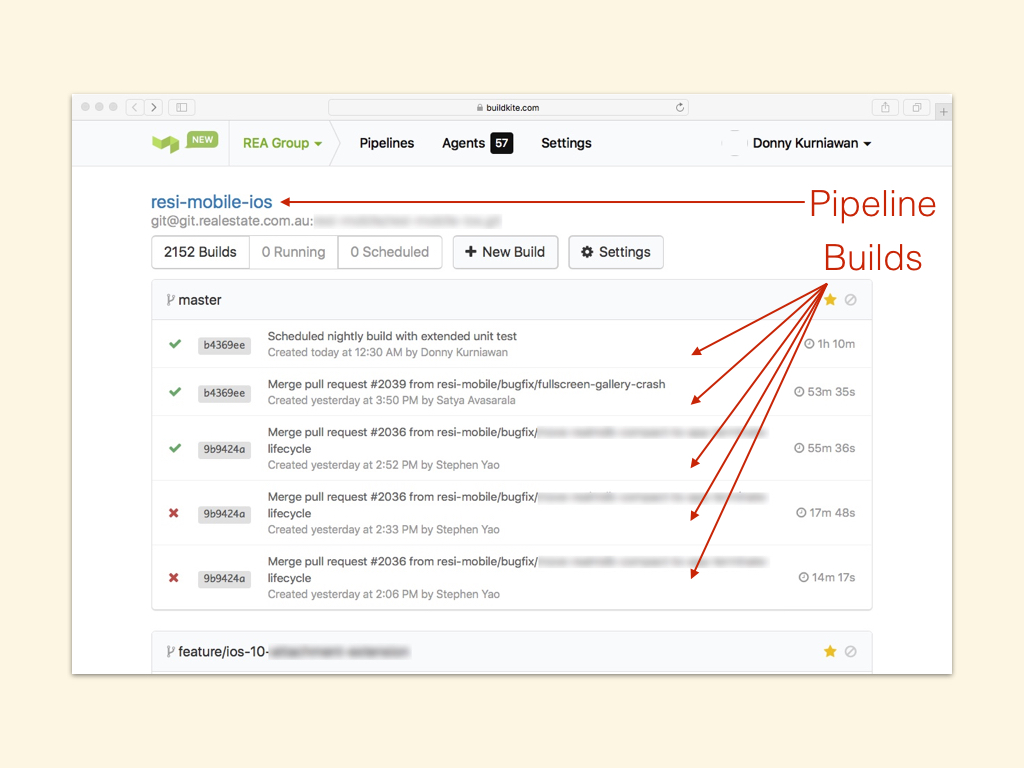 buildkite.com
NEW
REA Group
Pipelines
Agents 57
Settings
Donny Kurniawan
resi-mobile-ios
Pipeline
git@git.realestate.com.au:
2152 Builds
0 Running
0 Scheduled
+ New Build
Settings
Builds
master
b4369ee
Scheduled nightly build with extended unit test
Created today at 12:30 AM by Donny Kurniawan
1h 10m
b4369ee
Merge pull request #2039 from resi-mobile/bugfix/fullscreen-gallery-crash
Created yesterday at 3:50 PM by Satya Avasarala
53m 35s
9b9424a
Merge pull request #2036 from resi-mobile/bugfix/
lifecycle
Created yesterday at 2:52 PM by Stephen Yao
55m 36s
9b9424a
Merge pull request #2036 from resi-mobile/bugfix/
lifecycle
Created yesterday at 2:33 PM by Stephen Yao
17m 48s
9b9424a
Merge pull request #2036 from resi-mobile/bugfix/
lifecycle
Created yesterday at 2:06 PM by Stephen Yao
14m 17s
feature/ios-10-